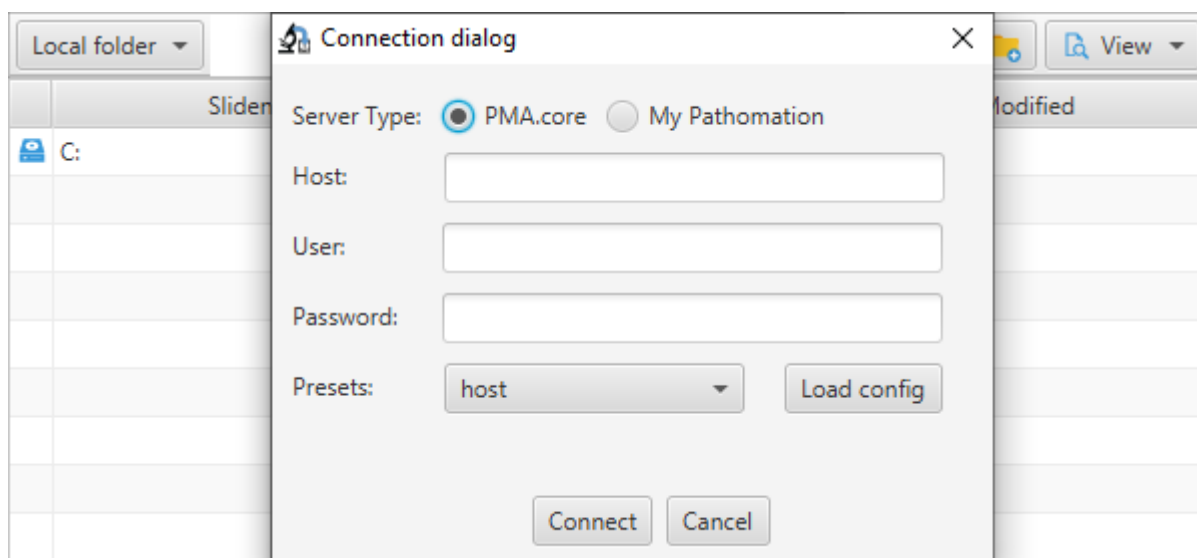 Local folder
Connection dialog
View
Sliden
Modified
Server Type: PMA.core My Pathomation
C:
Host:
User:
Password:
Presets: host Load config
Connect Cancel